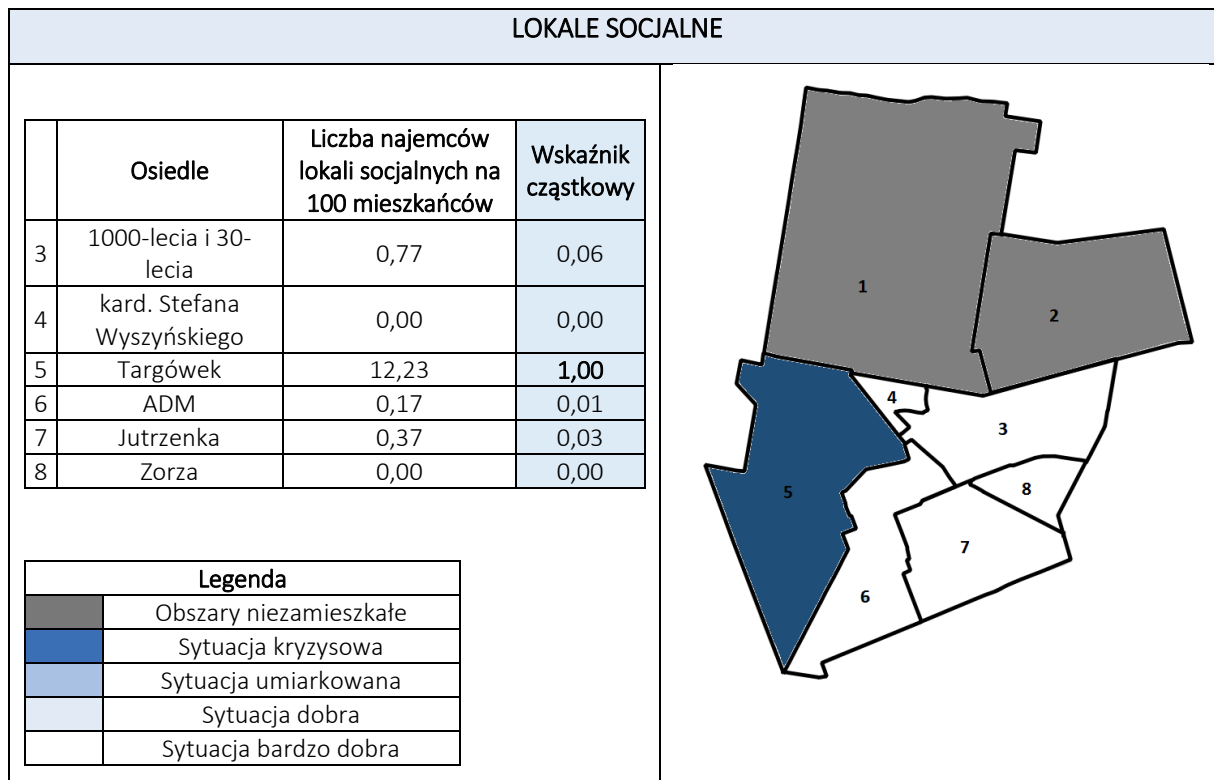 LOKALE SOCJALNE
Osiedle
Liczba najemców
lokali socjalnych na
100 mieszkańców
Wskaźnik
cząstkowy
3 1000-lecia i 30-
lecia 0,77 0,06
4 kard. Stefana
Wyszyńskiego 0,00 0,00
5 Targówek 12,23 1,00
6 ADM 0,17 0,01
7 Jutrzenka 0,37 0,03
8 Zorza 0,00 0,00
Legenda
Obszary niezamieszkałe
Sytuacja kryzysowa
Sytuacja umiarkowana
Sytuacja dobra
Sytuacja bardzo dobra
1
2
4
3
5
8
7
6